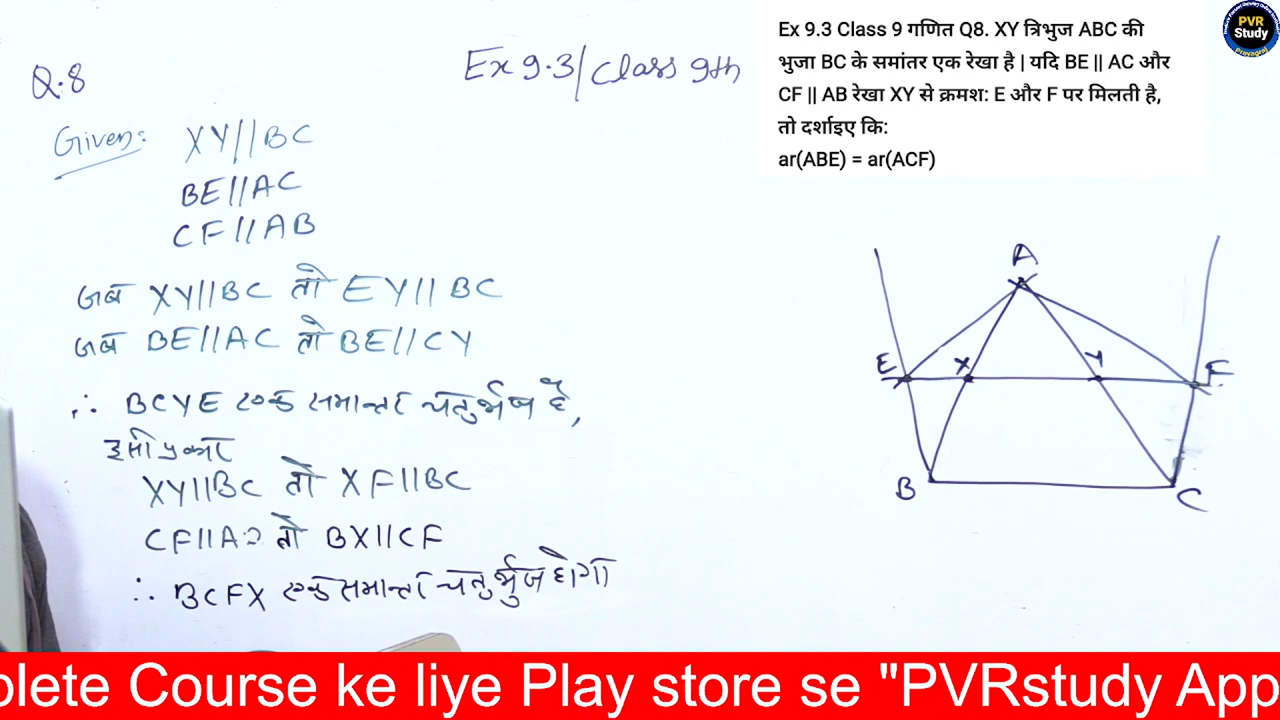 Q.8
Ex 9.3/Class 9th
Ex 9.3 Class 9 गणित Q8. XY त्रिभुज ABC की
भुजा BC के समांतर एक रेखा है | यदि BE || AC और
CF || AB रेखा XY से क्रमश: E और F पर मिलती है,
तो दर्शाइए कि:
ar(ABE) = ar(ACF)
PVR
Study
Given: XY||BC
BE||AC
CF||AB
जब XY||BC तो EY||BC
जब BE||AC तो BE||CY
∴ BCYE एक समान्तर चतुर्भुज है,
इसी प्रकार
XY||BC तो XF||BC
CF||AB तो BX||CF
∴ BCFX एक समान्तर चतुर्भुज होगा
A
E X Y F
B C
plete Course ke liye Play store se "PVRstudy App